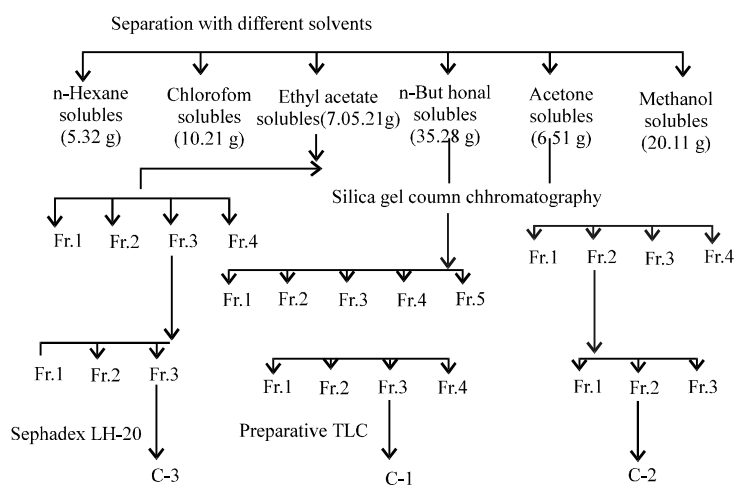 Separation with different solvents
n-Hexane
solubles
(5.32 g)
Chlorofom
solubles
(10.21 g)
Ethyl acetate
solubles(7.05.21g)
n-But honal
solubles
(35.28 g)
Acetone
solubles
(6.51 g)
Methanol
solubles
(20.11 g)
Silica gel coumn chhromatography
Fr.1 Fr.2 Fr.3 Fr.4
Fr.1 Fr.2 Fr.3 Fr.4 Fr.5
Fr.1 Fr.2 Fr.3 Fr.4
Fr.1 Fr.2 Fr.3
Fr.1 Fr.2 Fr.3 Fr.4
Fr.1 Fr.2 Fr.3
Sephadex LH-20
Preparative TLC
C-3
C-1
C-2